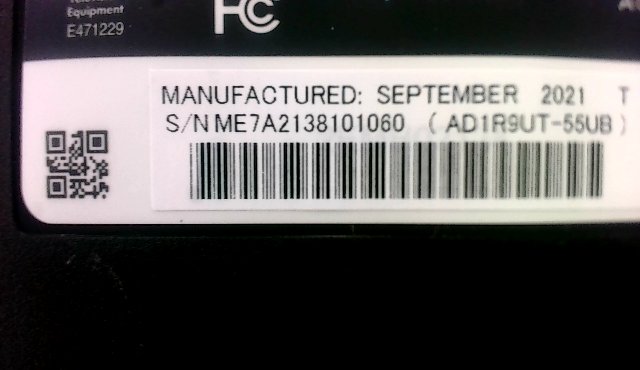 Equipment
E471229
FC
MANUFACTURED: SEPTEMBER 2021 T
S/N ME7A2138101060 ( AD1R9UT-55UB )